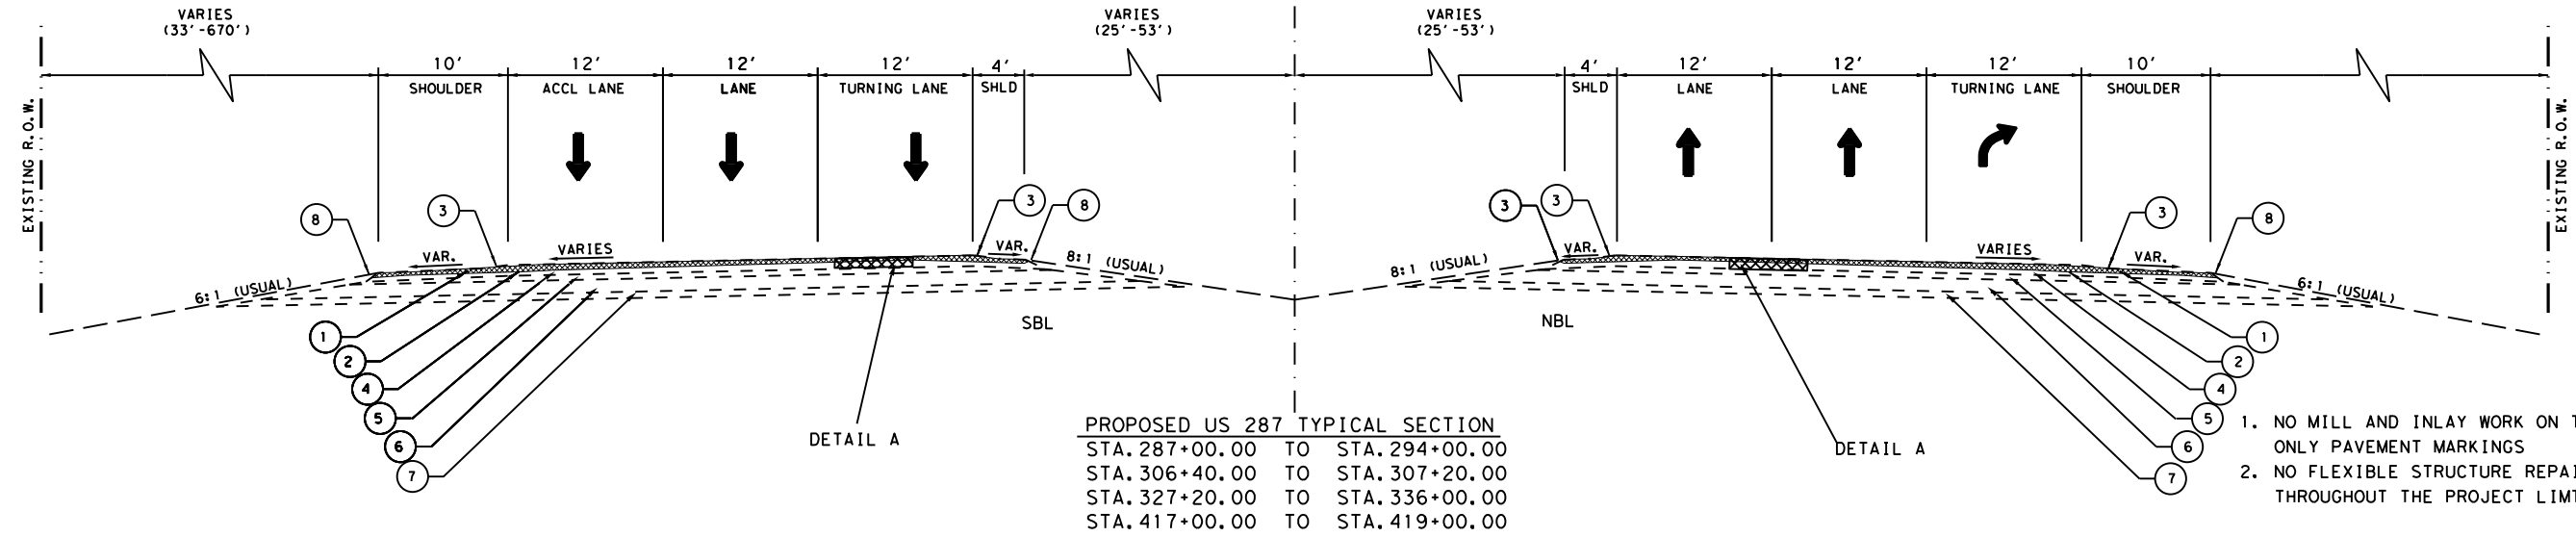 VARIES
(33'-670')
VARIES
(25'-53')
VARIES
(25'-53')
10'
12'
12'
12'
4'
4'
12'
12'
12'
10'
SHOULDER
ACCL LANE
LANE
TURNING LANE
SHLD
SHLD
LANE
LANE
TURNING LANE
SHOULDER
EXISTING R.O.W.
EXISTING R.O.W.
8
3
3
8
3
3
3
8
VAR.
VARIES
VAR.
VAR.
VARIES
VAR.
6:1 (USUAL)
8:1 (USUAL)
8:1 (USUAL)
6:1 (USUAL)
1
2
4
5
6
7
SBL
NBL
1
2
4
5
6
7
DETAIL A
DETAIL A
PROPOSED US 287 TYPICAL SECTION
STA.287+00.00 TO STA.294+00.00
STA.306+40.00 TO STA.307+20.00
STA.327+20.00 TO STA.336+00.00
STA.417+00.00 TO STA.419+00.00
1. NO MILL AND INLAY WORK ON
ONLY PAVEMENT MARKINGS
2. NO FLEXIBLE STRUCTURE
THROUGHOUT THE PROJECT